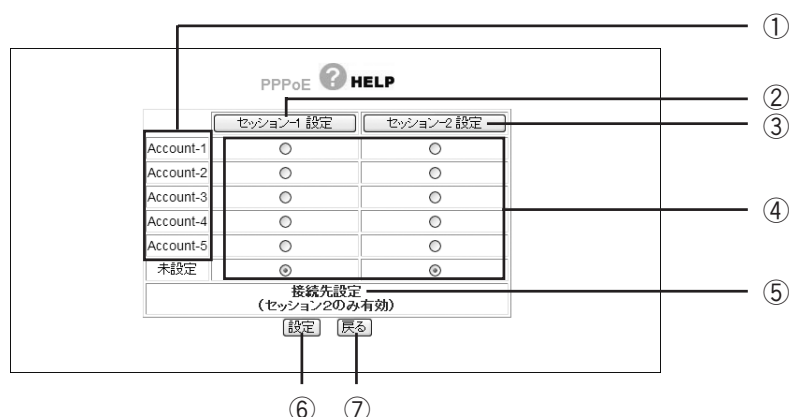 ①
PPPoE ? HELP
②
セッション-1 設定 セッション-2 設定
③
Account-1
Account-2
Account-3
④
Account-4
Account-5
未設定
接続先設定
⑤
(セッション2のみ有効)
設定 戻る
⑥ ⑦